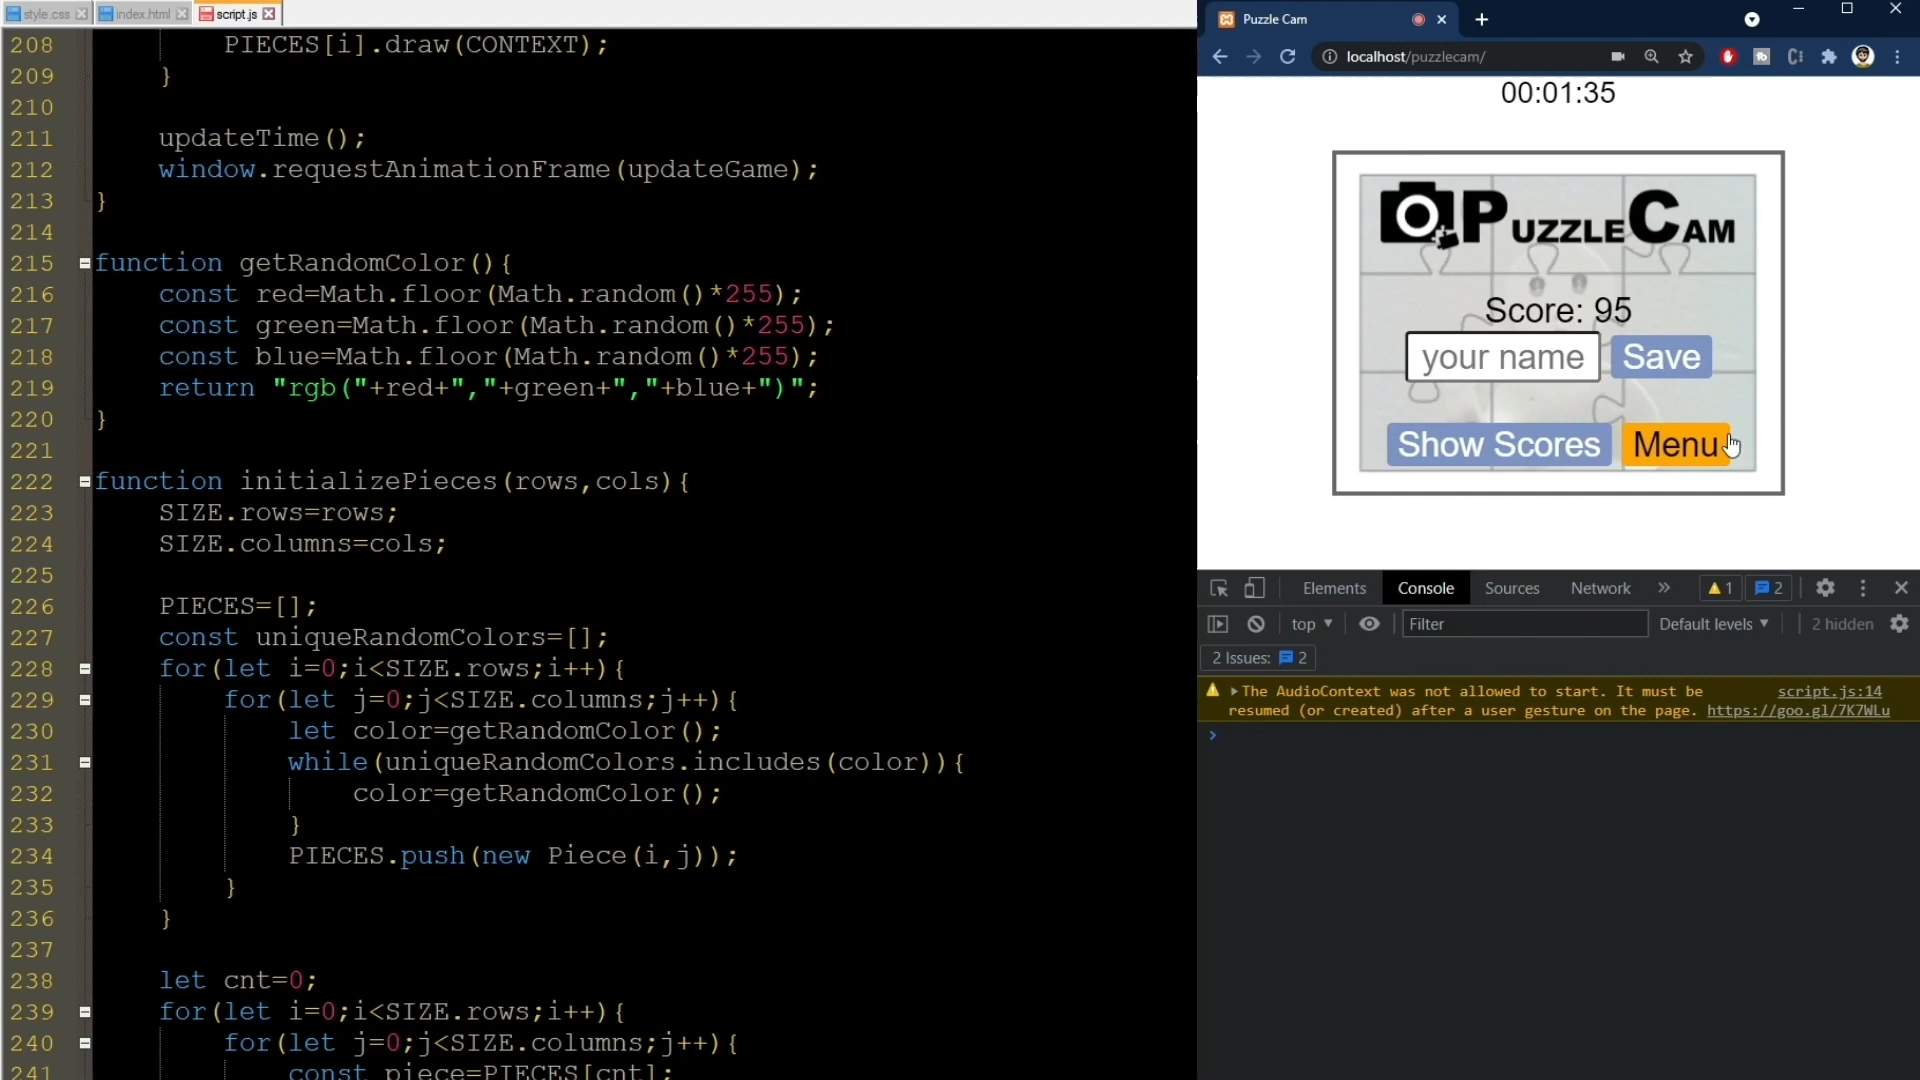 style.css
index.html
script.js
208 PIECES[i].draw(CONTEXT);
209 }
210
211 updateTime();
212 window.requestAnimationFrame(updateGame);
213 }
214
215 function getRandomColor(){
216 const red=Math.floor(Math.random()*255);
217 const green=Math.floor(Math.random()*255);
218 const blue=Math.floor(Math.random()*255);
219 return "rgb("+red+","+green+","+blue+")";
220 }
221
222 function initializePieces(rows,cols){
223 SIZE.rows=rows;
224 SIZE.columns=cols;
225
226 PIECES=[];
227 const uniqueRandomColors=[];
228 for(let i=0;i<SIZE.rows;i++){
229 for(let j=0;j<SIZE.columns;j++){
230 let color=getRandomColor();
231 while(uniqueRandomColors.includes(color)){
232 color=getRandomColor();
233 }
234 PIECES.push(new Piece(i,j));
235 }
236 }
237
238 let cnt=0;
239 for(let i=0;i<SIZE.rows;i++){
240 for(let j=0;j<SIZE.columns;j++){
241 const piece=PIECES[cnt];
Puzzle Cam
localhost/puzzlecam/
00:01:35
PUZZLECAM
Score: 95
your name Save
Show Scores Menu
Elements Console Sources Network » 1 2
top Filter Default levels 2 hidden
2 Issues: 2
The AudioContext was not allowed to start. It must be script.js:14
resumed (or created) after a user gesture on the page. https://goo.gl/7K7WLu